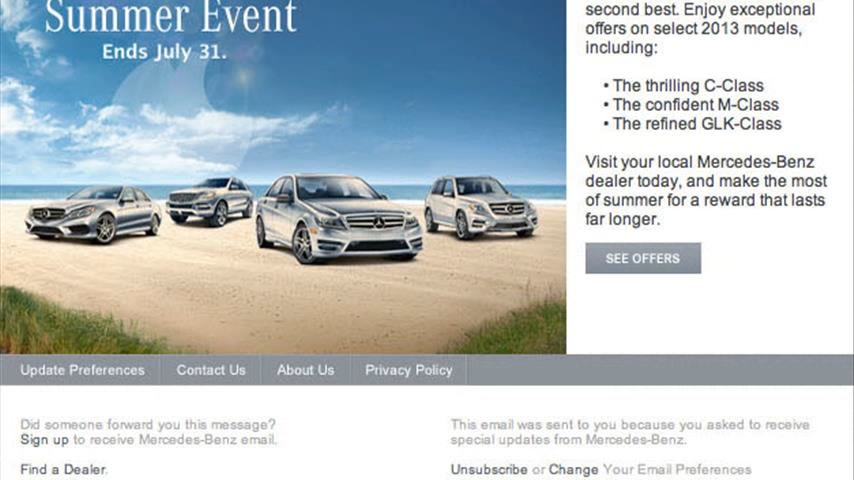 Summer Event
Ends July 31.
second best. Enjoy exceptional
offers on select 2013 models,
including:
• The thrilling C-Class
• The confident M-Class
• The refined GLK-Class
Visit your local Mercedes-Benz
dealer today, and make the most
of summer for a reward that lasts
far longer.
SEE OFFERS
Update Preferences
Contact Us
About Us
Privacy Policy
Did someone forward you this message?
Sign up to receive Mercedes-Benz email.
Find a Dealer.
This email was sent to you because you asked to receive
special updates from Mercedes-Benz.
Unsubscribe or Change Your Email Preferences